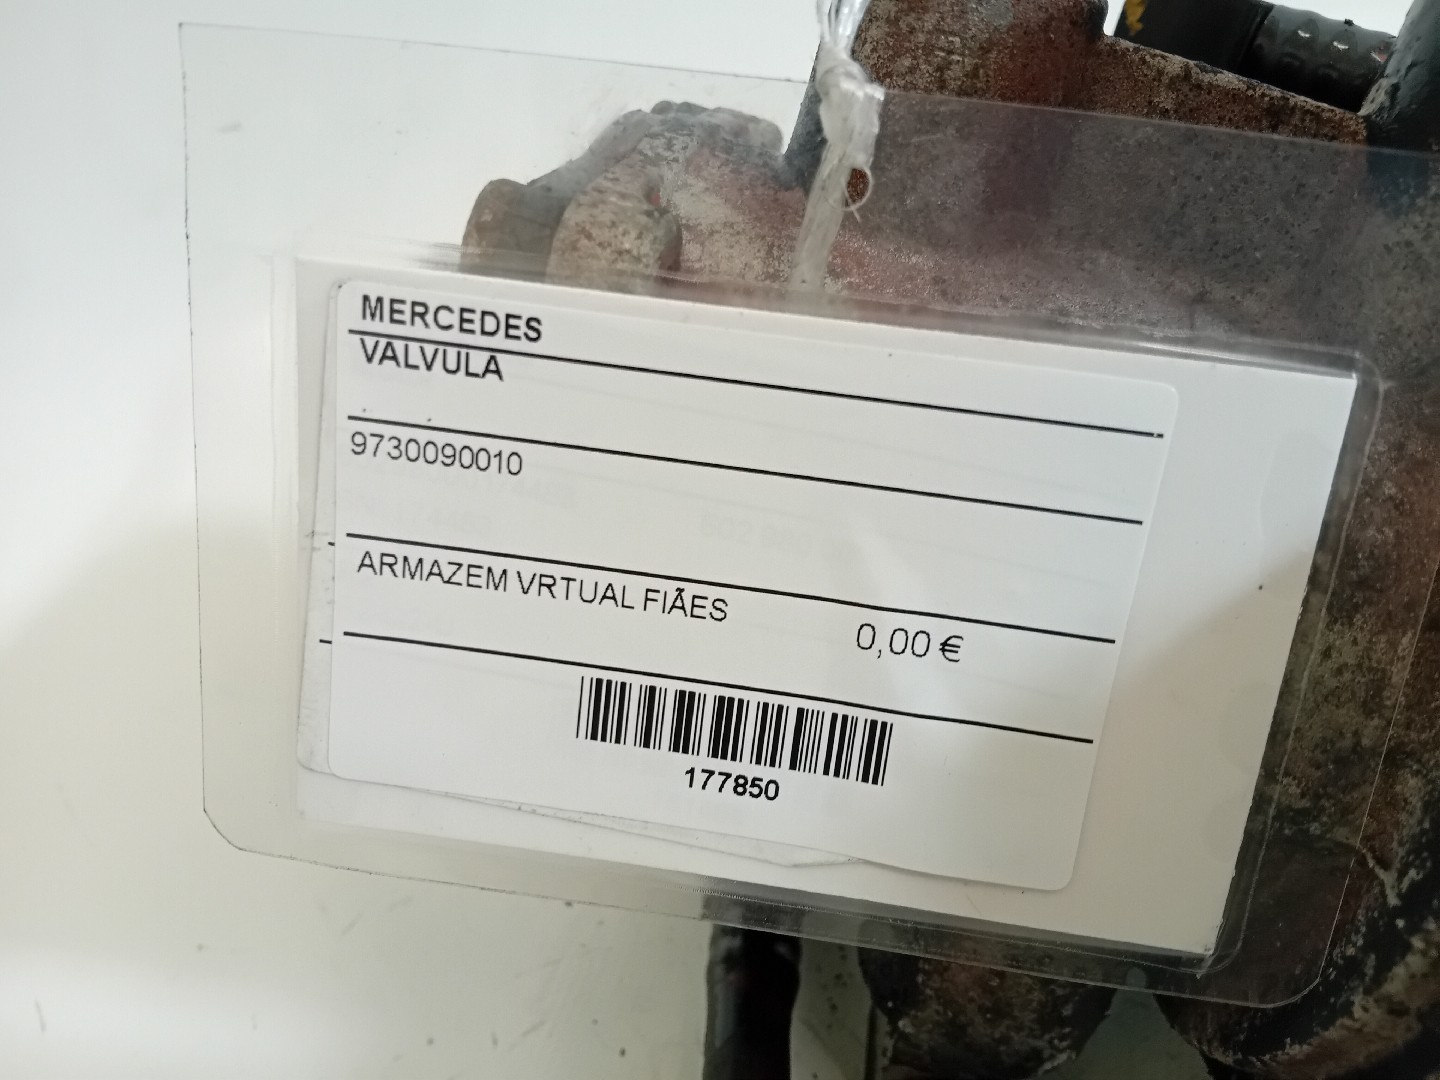 MERCEDES
VALVULA
9730090010
ARMAZEM VRTUAL FIÃES
0,00 €
177850